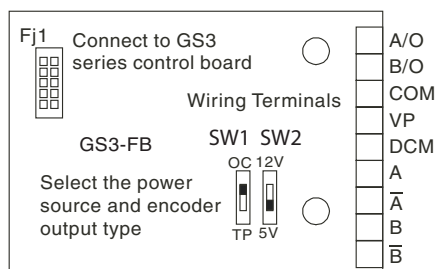 Fj1
Connect to GS3
series control board
Wiring Terminals
GS3-FB
SW1 SW2
OC 12V
TP 5V
Select the power
source and encoder
output type
A/O
B/O
COM
VP
DCM
A
A̅
B
B̅